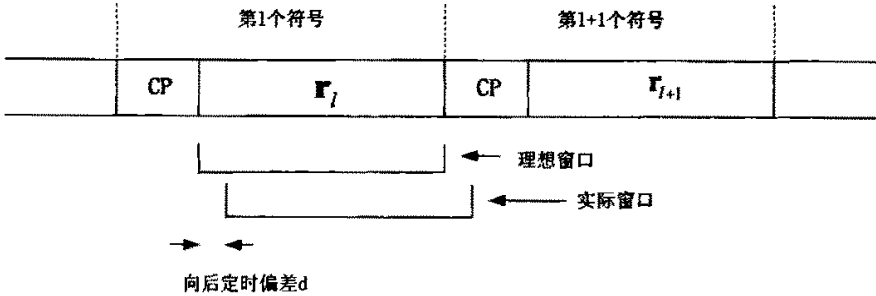 第l个符号 第l+1个符号
CP r_l CP r_{l+1}
理想窗口
实际窗口
向后定时偏差d